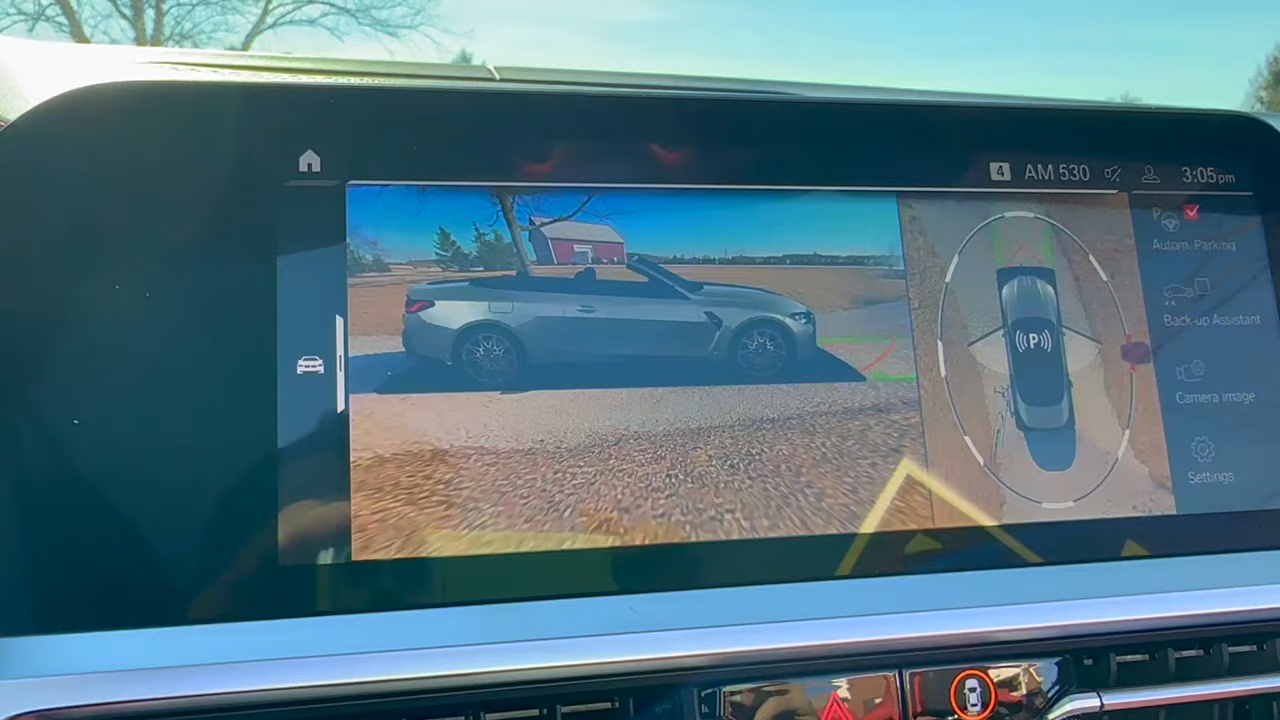 4 AM 530 3:05pm
P
Autom. Parking
Back-up Assistant
Camera image
Settings
(P)